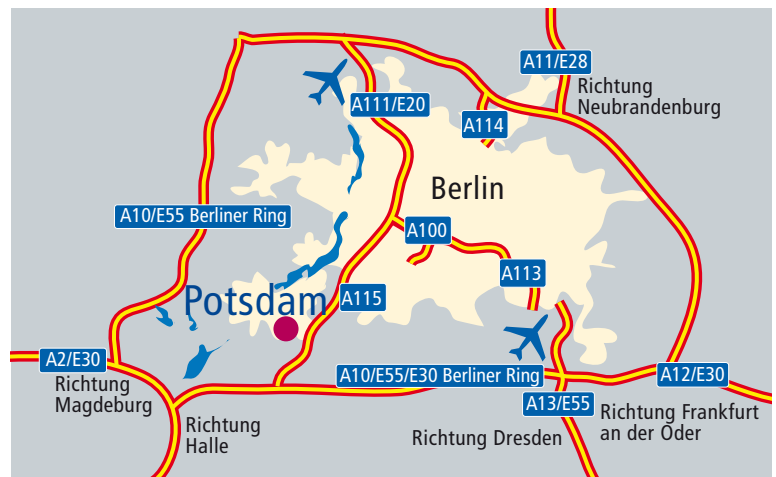 A11/E28
Richtung
Neubrandenburg
A111/E20
A114
Berlin
A10/E55 Berliner Ring
A100
A113
Potsdam
A115
A2/E30
Richtung
Magdeburg
A10/E55/E30 Berliner Ring
A12/E30
A13/E55
Richtung Frankfurt
an der Oder
Richtung
Halle
Richtung Dresden